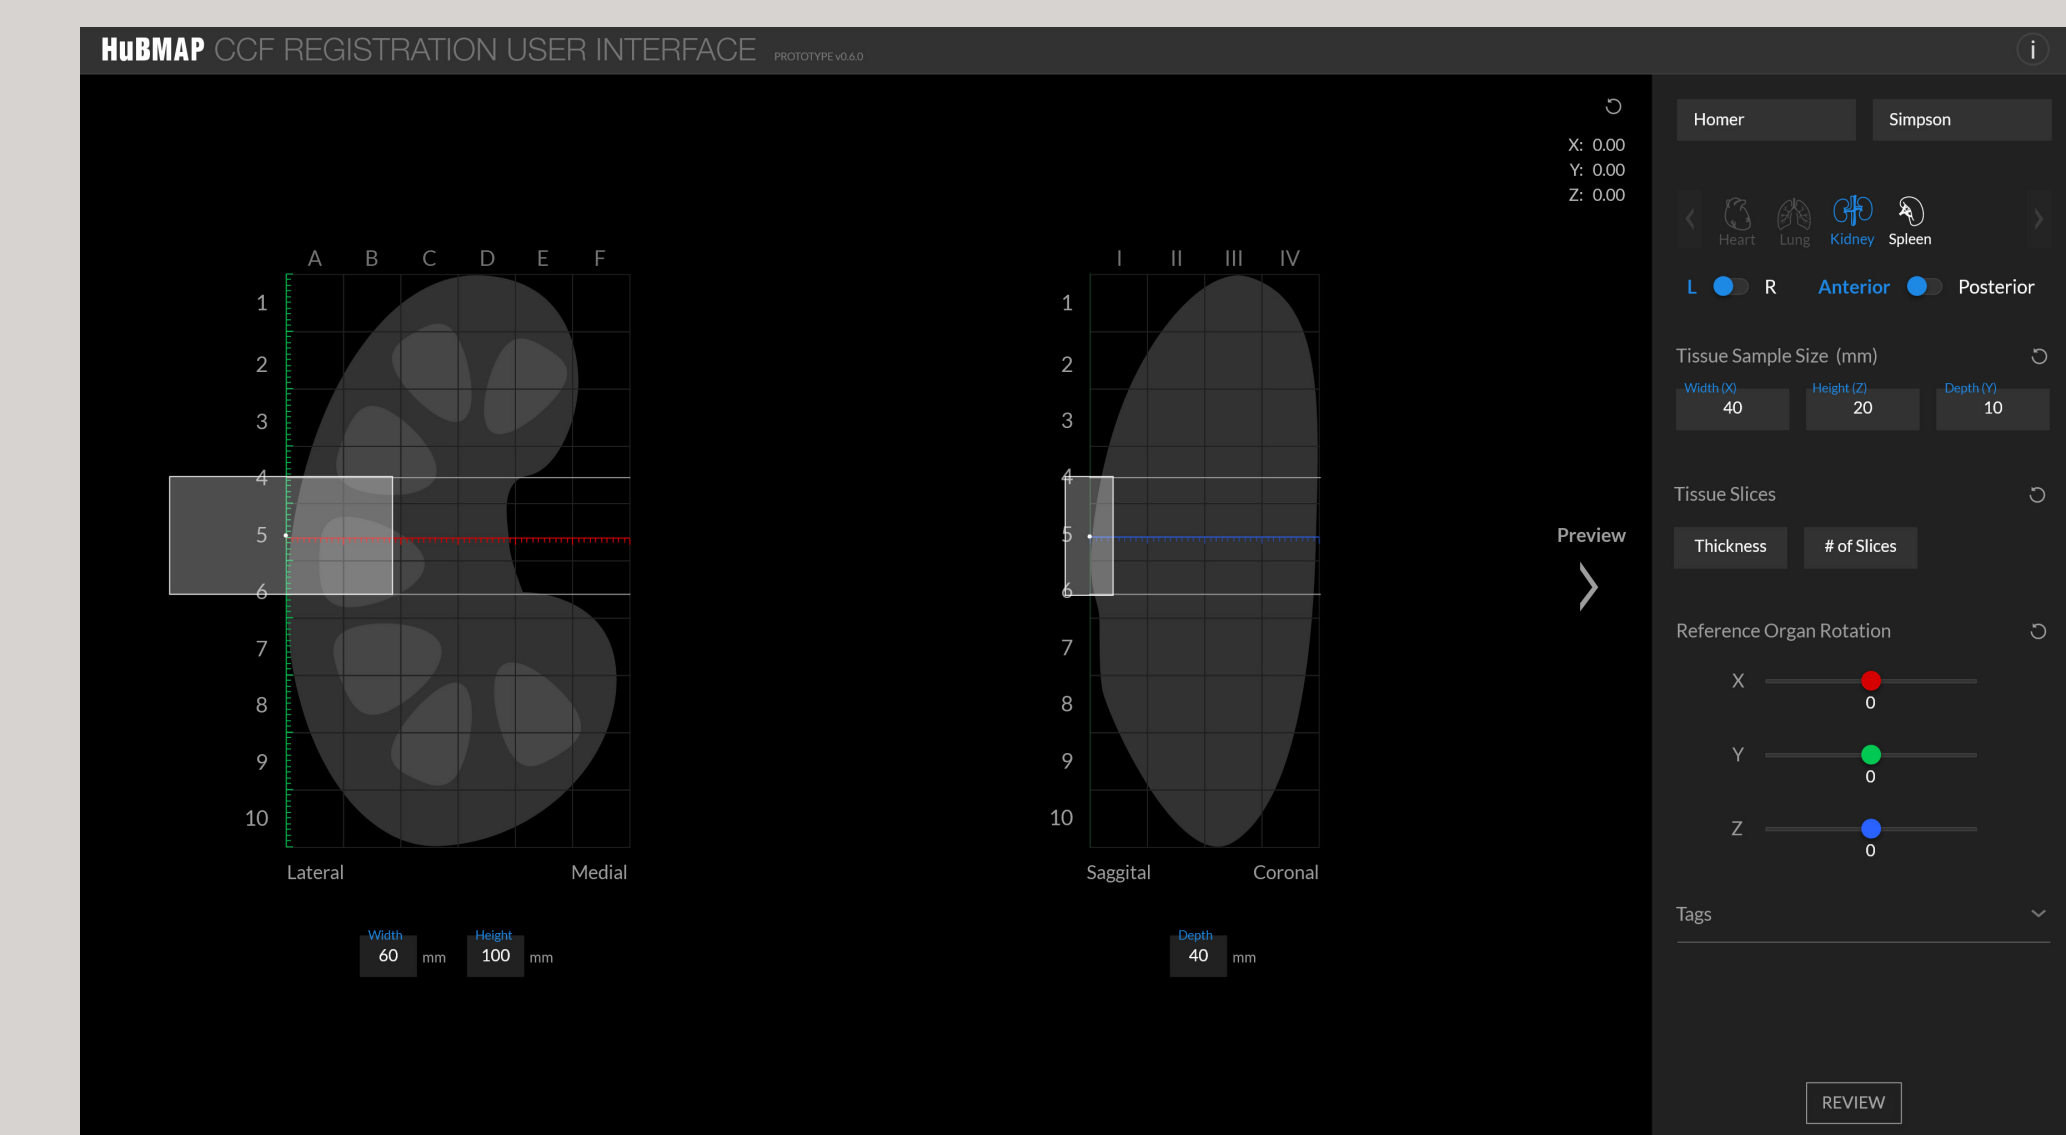 HuBMAP CCF REGISTRATION USER INTERFACE PROTOTYPE v0.6.0 i
X: 0.00
Y: 0.00
Z: 0.00
A B C D E F
1
2
3
4
5
6
7
8
9
10
Lateral Medial
Width
60 mm
Height
100 mm
I II III IV
1
2
3
4
5
6
7
8
9
10
Saggital Coronal
Depth
40 mm
Preview
Homer Simpson
Heart Lung Kidney Spleen
L R Anterior Posterior
Tissue Sample Size (mm)
Width (X) Height (Z) Depth (Y)
40 20 10
Tissue Slices
Thickness # of Slices
Reference Organ Rotation
X
0
Y
0
Z
0
Tags
REVIEW